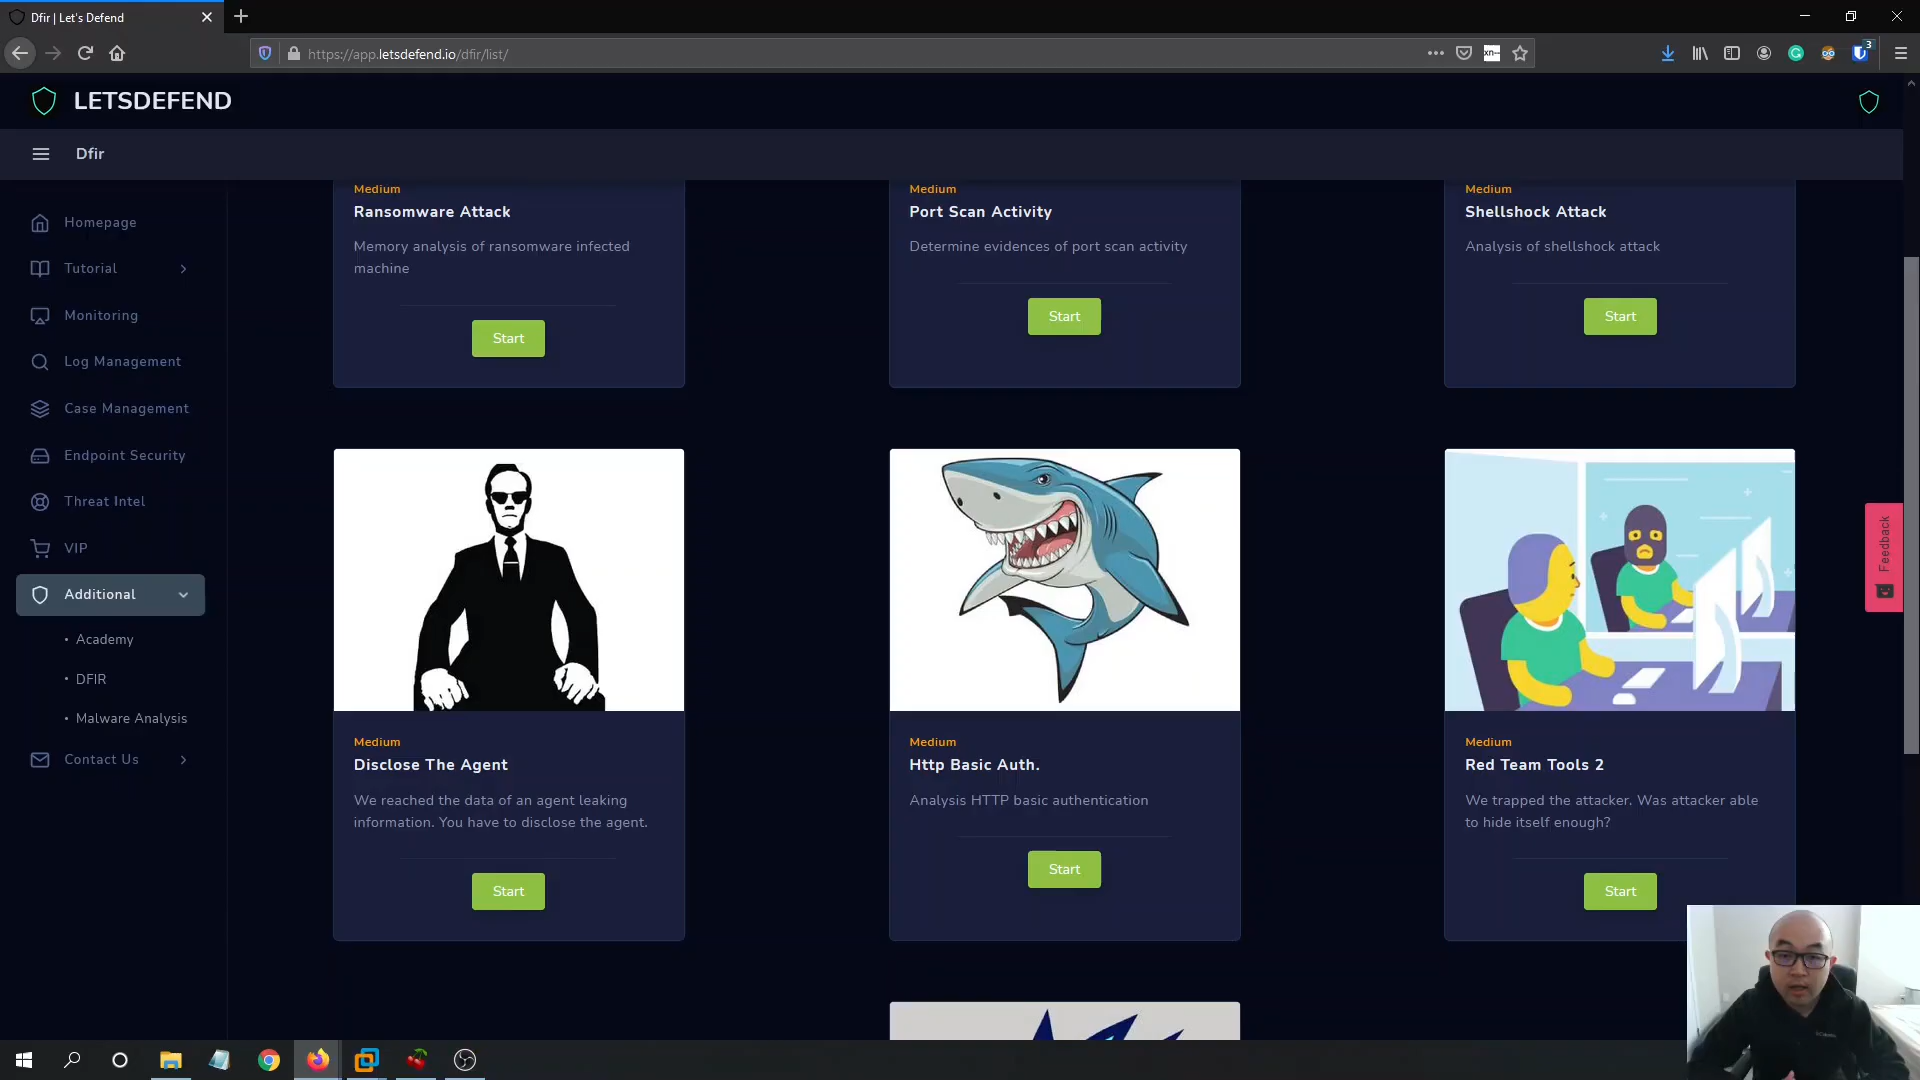 Dfir | Let's Defend
https://app.letsdefend.io/dfir/list/
xn-
3
LETSDEFEND
Dfir
Homepage
Tutorial
Monitoring
Log Management
Case Management
Endpoint Security
Threat Intel
VIP
Additional
Academy
DFIR
Malware Analysis
Contact Us
Medium
Ransomware Attack
Memory analysis of ransomware infected
machine
Start
Medium
Port Scan Activity
Determine evidences of port scan activity
Start
Medium
Shellshock Attack
Analysis of shellshock attack
Start
Medium
Disclose The Agent
We reached the data of an agent leaking
information. You have to disclose the agent.
Start
Medium
Http Basic Auth.
Analysis HTTP basic authentication
Start
Medium
Red Team Tools 2
We trapped the attacker. Was attacker able
to hide itself enough?
Start
Feedback